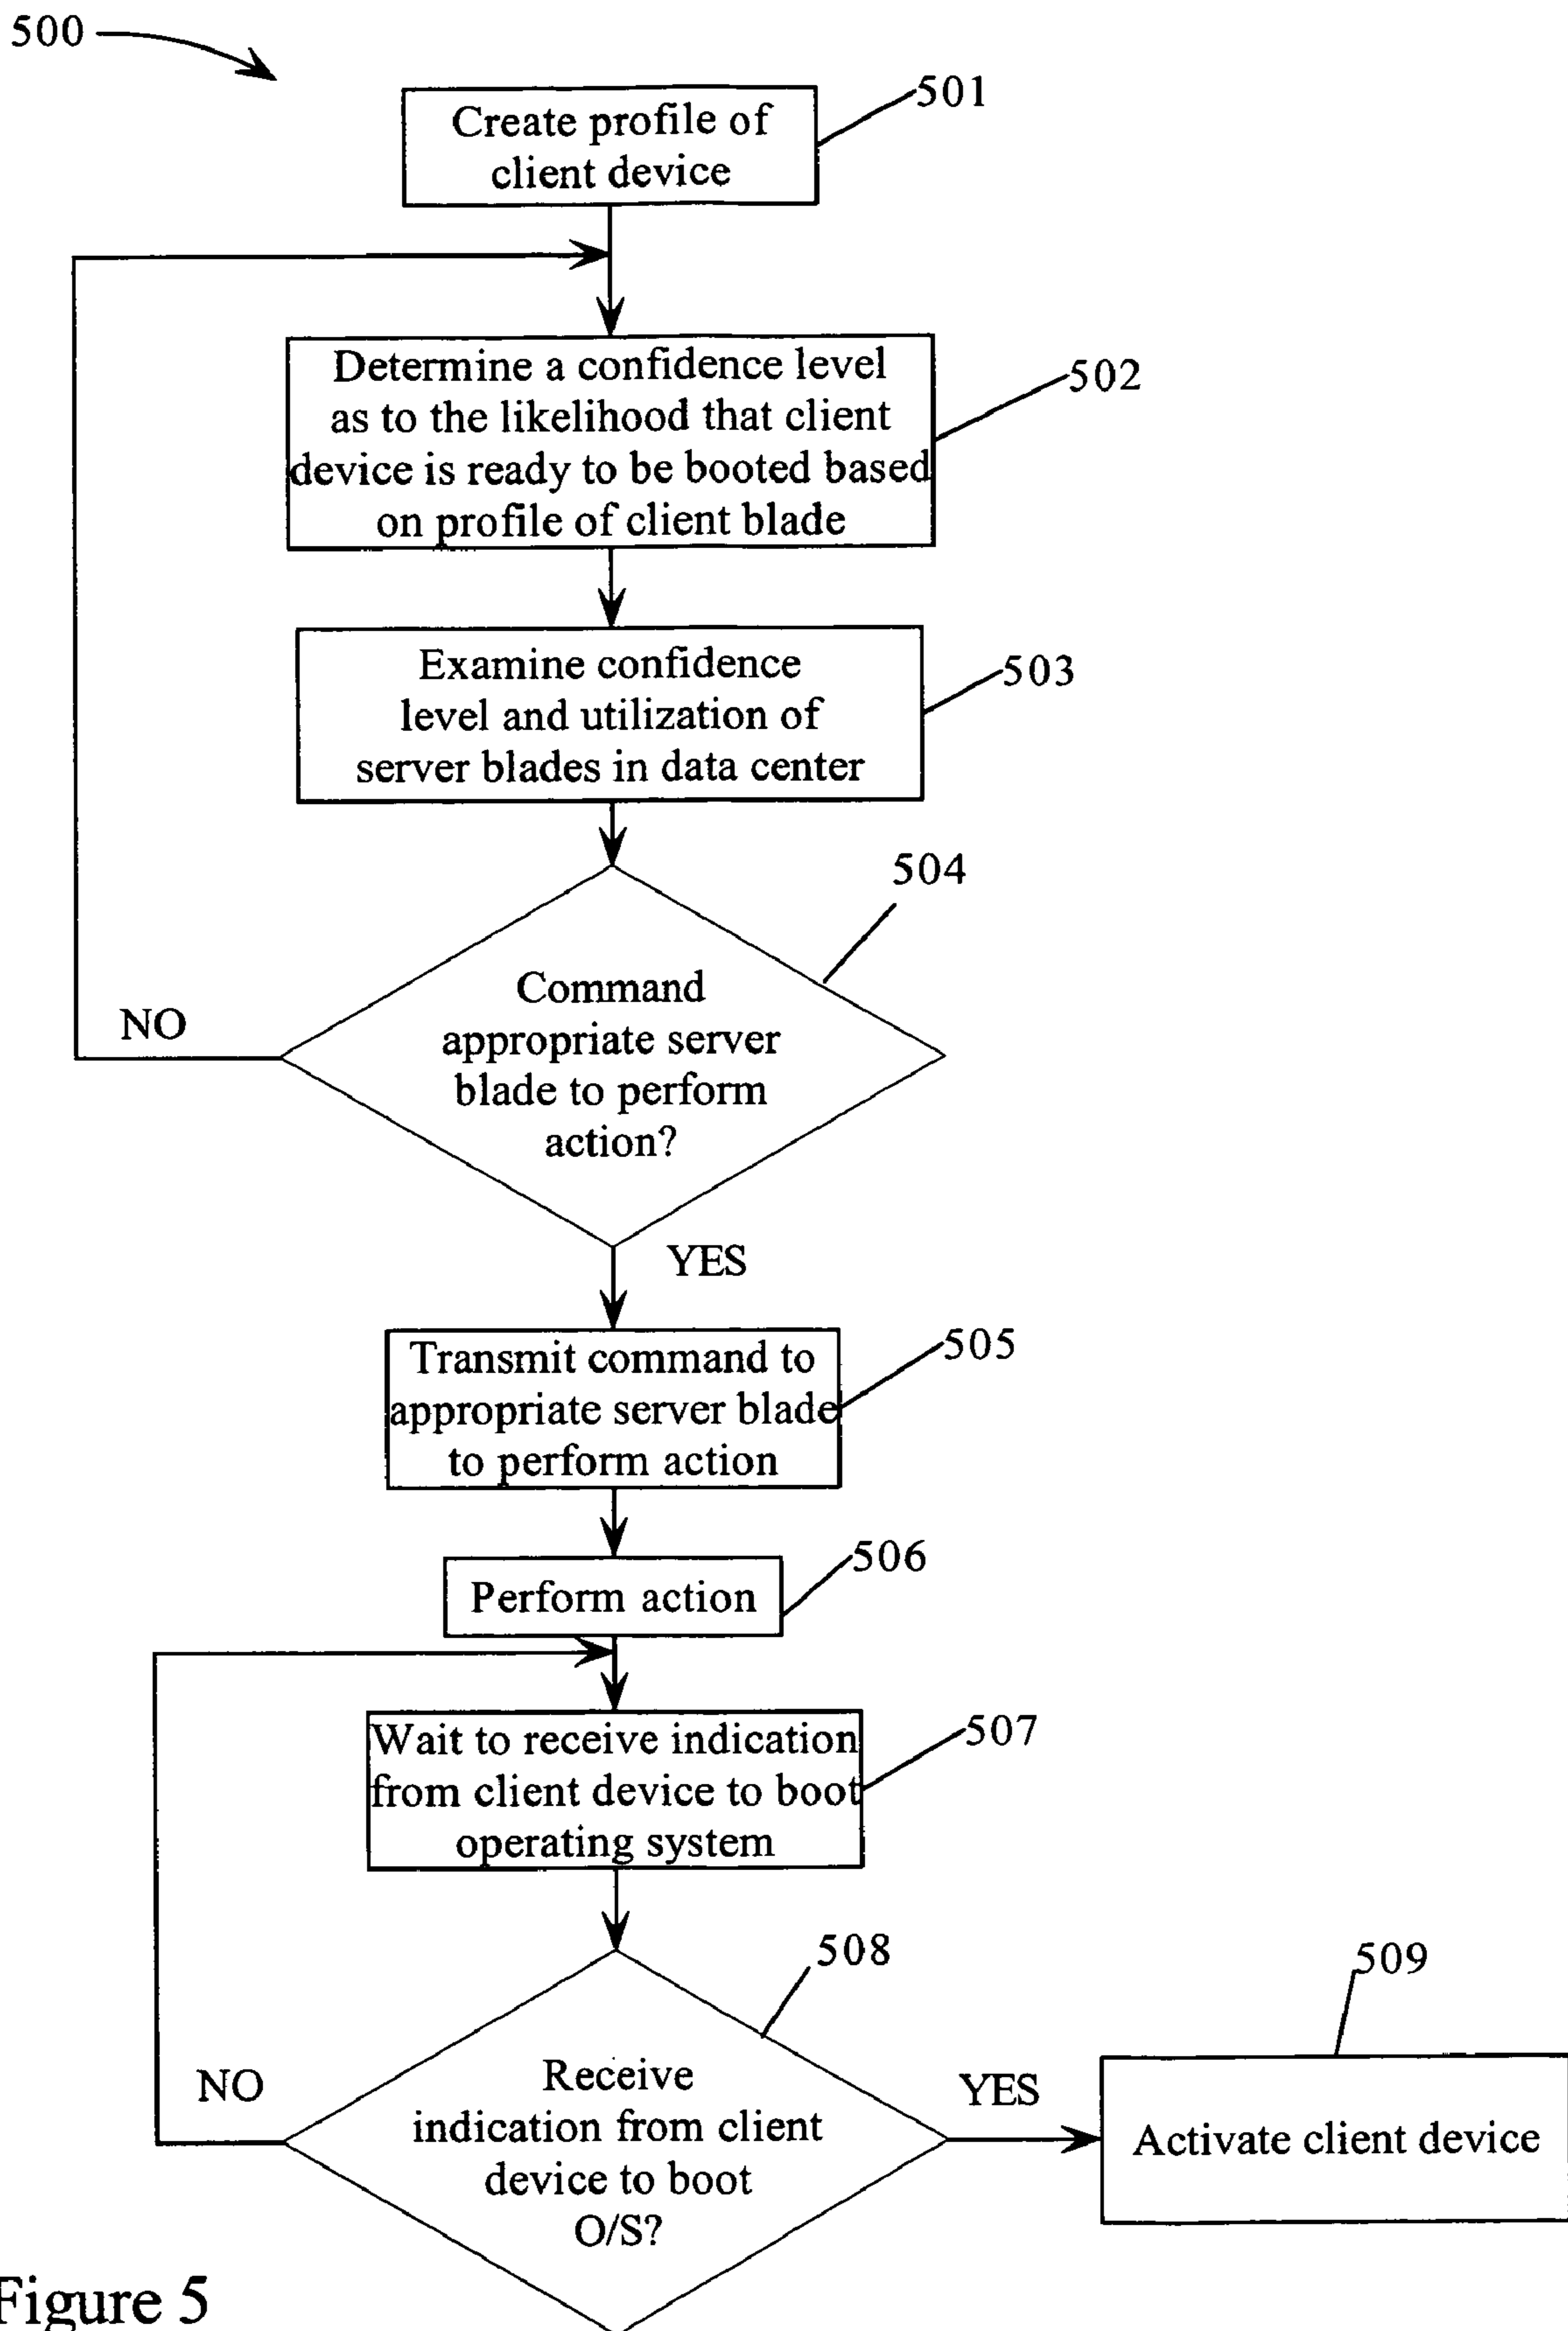 500
501
Create profile of
client device
502
Determine a confidence level
as to the likelihood that client
device is ready to be booted based
on profile of client blade
503
Examine confidence
level and utilization of
server blades in data center
504
Command
appropriate server
blade to perform
action?
NO
YES
505
Transmit command to
appropriate server blade
to perform action
506
Perform action
507
Wait to receive indication
from client device to boot
operating system
508
Receive
indication from client
device to boot
O/S?
NO
YES
509
Activate client device
Figure 5